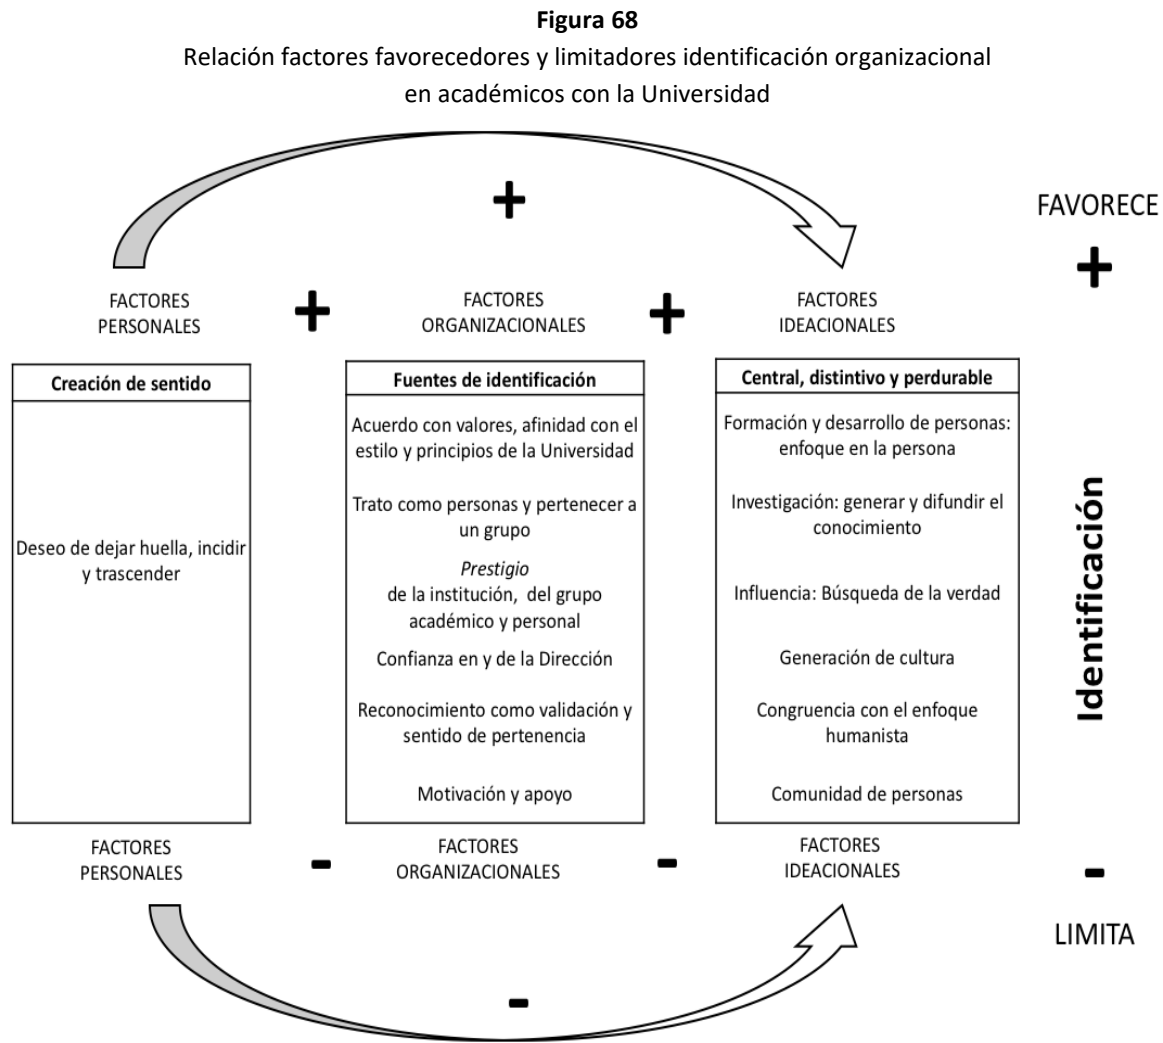 Figura 68
Relación factores favorecedores y limitadores identificación organizacional
en académicos con la Universidad
+
FAVORECE
+
FACTORES
PERSONALES
+
FACTORES
ORGANIZACIONALES
+
FACTORES
IDEACIONALES
Creación de sentido
Deseo de dejar huella, incidir
y trascender
Fuentes de identificación
Acuerdo con valores, afinidad con el
estilo y principios de la Universidad
Trato como personas y pertenecer a
un grupo
Prestigio
de la institución, del grupo
académico y personal
Confianza en y de la Dirección
Reconocimiento como validación y
sentido de pertenencia
Motivación y apoyo
Central, distintivo y perdurable
Formación y desarrollo de personas:
enfoque en la persona
Investigación: generar y difundir el
conocimiento
Influencia: Búsqueda de la verdad
Generación de cultura
Congruencia con el enfoque
humanista
Comunidad de personas
Identificación
FACTORES
PERSONALES
-
FACTORES
ORGANIZACIONALES
-
FACTORES
IDEACIONALES
-
LIMITA
-